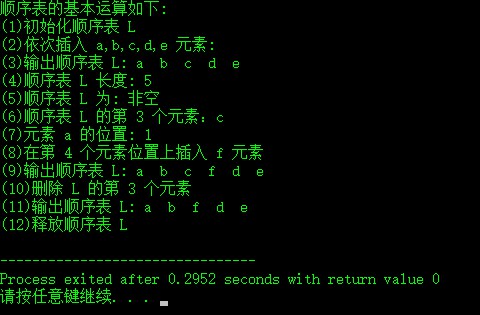 顺序表的基本运算如下:
(1)初始化顺序表 L
(2)依次插入 a,b,c,d,e 元素:
(3)输出顺序表 L: a  b  c  d  e
(4)顺序表 L 长度: 5
(5)顺序表 L 为: 非空
(6)顺序表 L 的第 3 个元素：c
(7)元素 a 的位置: 1
(8)在第 4 个元素位置上插入 f 元素
(9)输出顺序表 L: a  b  c  f  d  e
(10)删除 L 的第 3 个元素
(11)输出顺序表 L: a  b  f  d  e
(12)释放顺序表 L
--------------------------------
Process exited after 0.2952 seconds with return value 0
请按任意键继续. . .